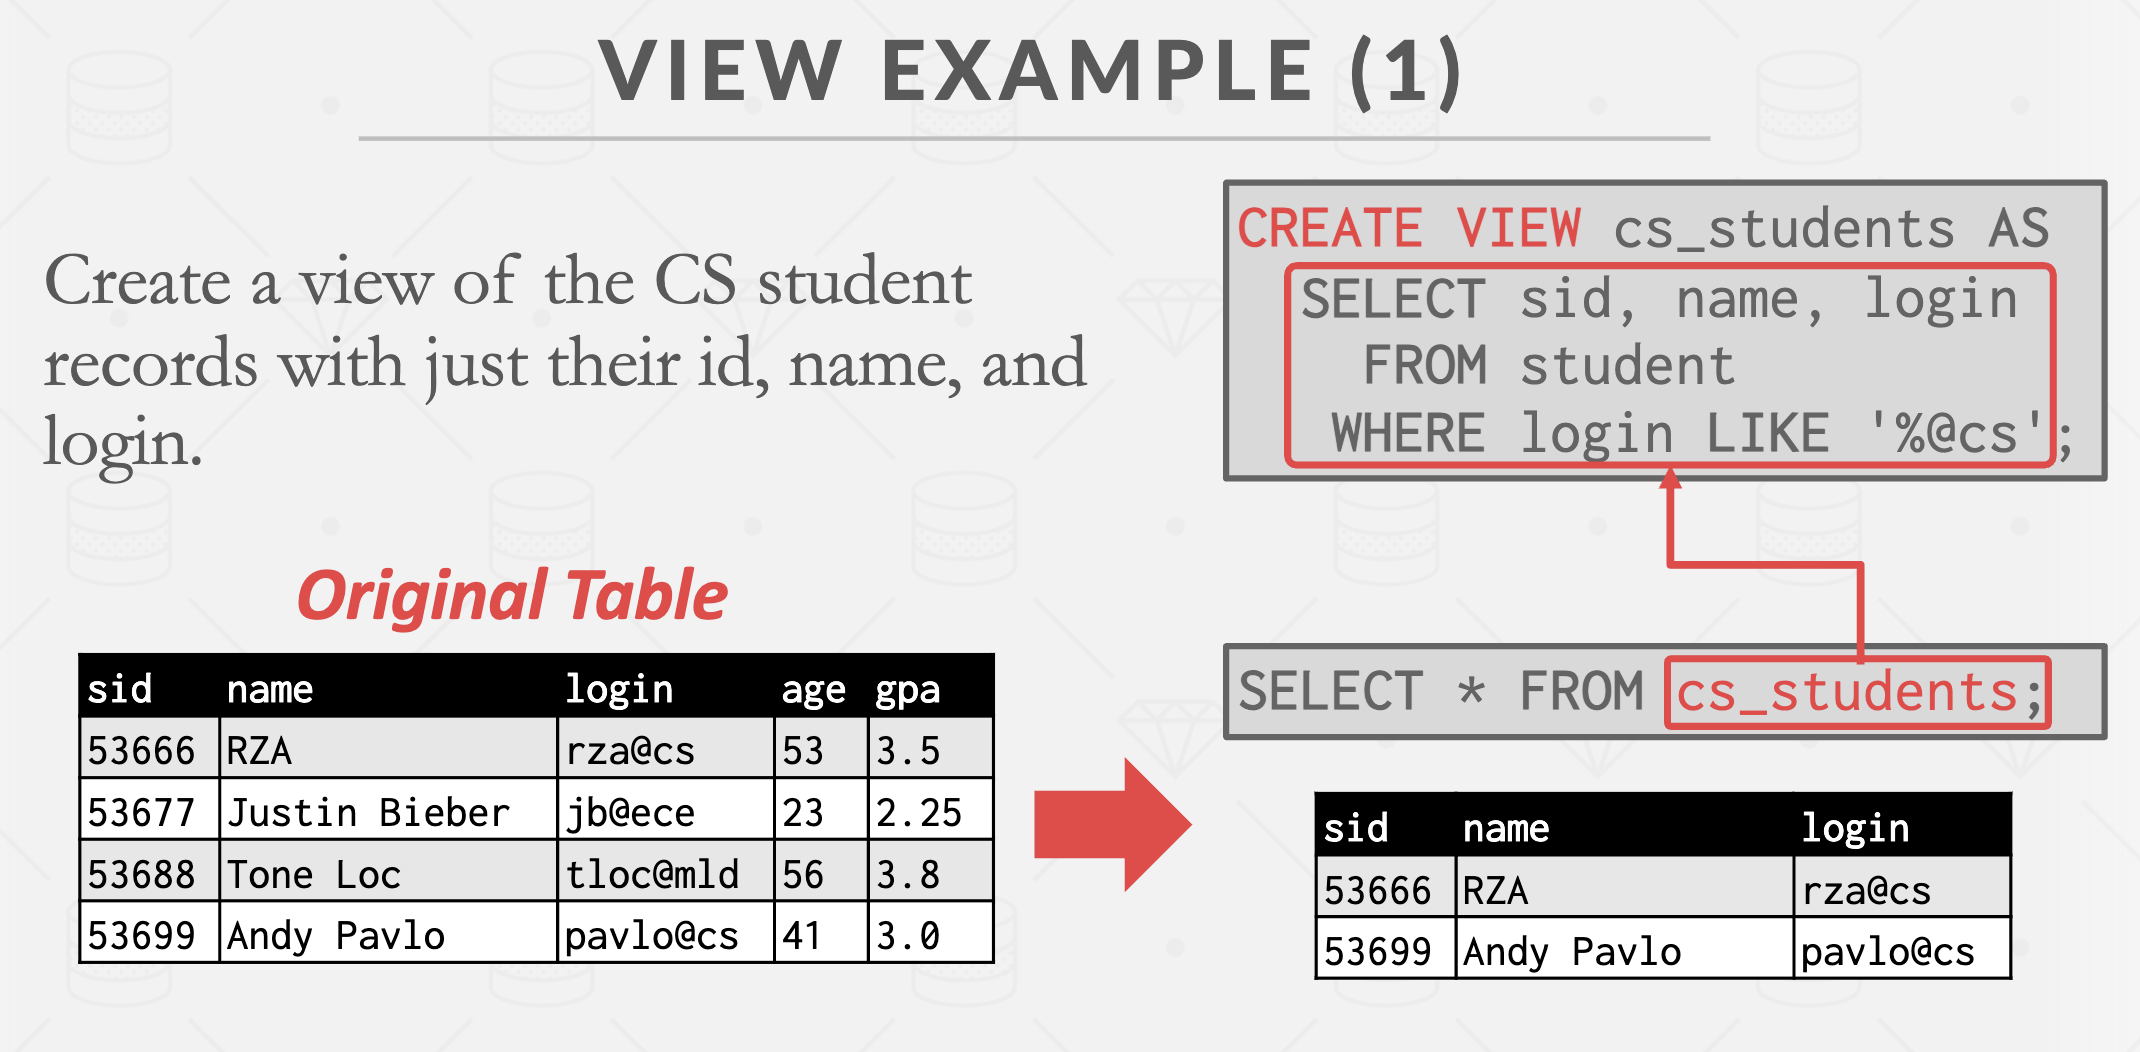 VIEW EXAMPLE (1)
Create a view of the CS student
records with just their id, name, and
login.
CREATE VIEW cs_students AS
SELECT sid, name, login
FROM student
WHERE login LIKE '%@cs';
Original Table
sid name login age gpa
53666 RZA rza@cs 53 3.5
53677 Justin Bieber jb@ece 23 2.25
53688 Tone Loc tloc@mld 56 3.8
53699 Andy Pavlo pavlo@cs 41 3.0
SELECT * FROM cs_students;
sid name login
53666 RZA rza@cs
53699 Andy Pavlo pavlo@cs